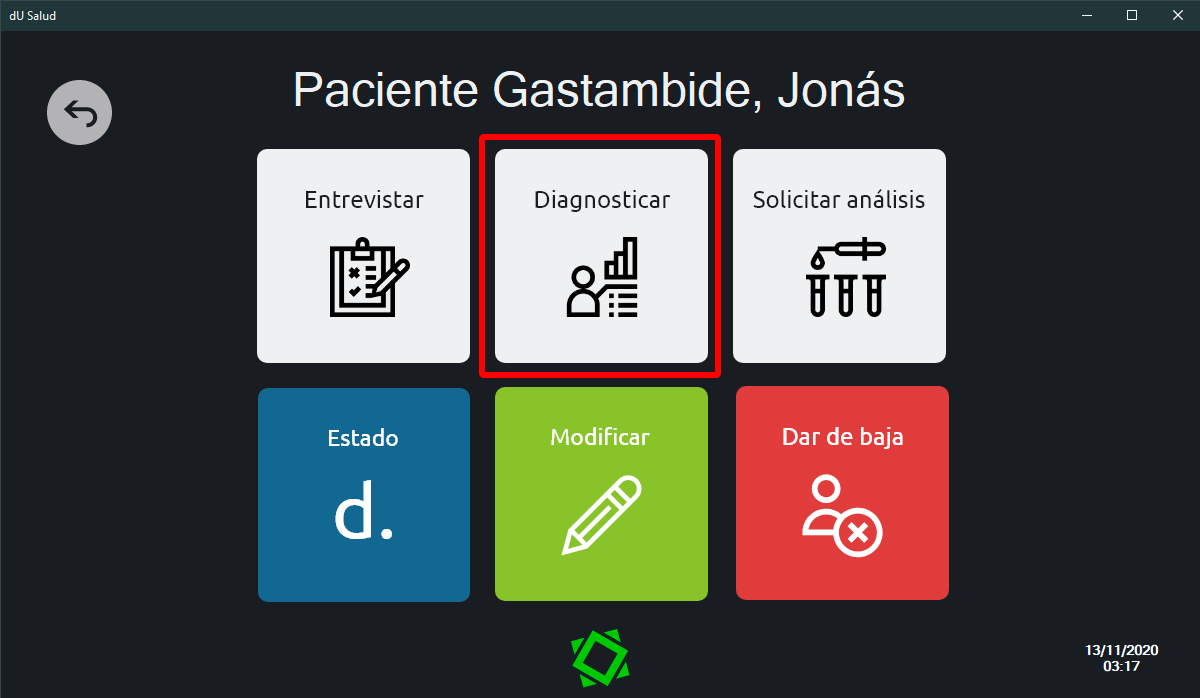 dU Salud
Paciente Gastambide, Jonás
Entrevistar
Diagnosticar
Solicitar análisis
Estado
d.
Modificar
Dar de baja
13/11/2020
03:17